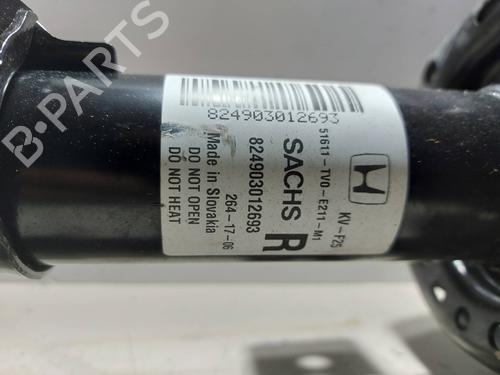 B-PARTS
824903012693
51611-TV0-E211-M1
KV-F25
SACHS
R
824903012693
264-17-06
Made in Slovakia
DO NOT OPEN
DO NOT HEAT